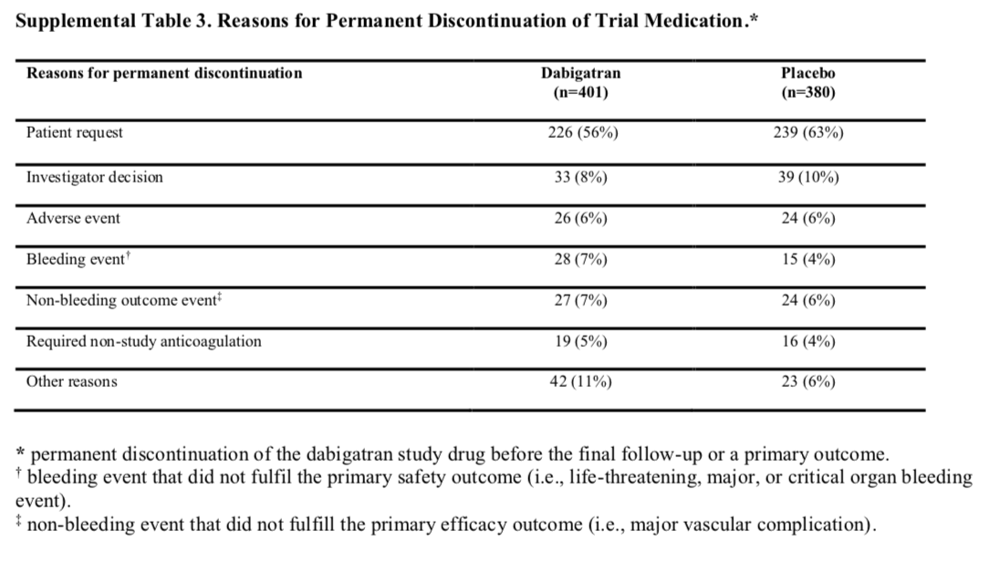 Supplemental Table 3. Reasons for Permanent Discontinuation of Trial Medication.*
Reasons for permanent discontinuation Dabigatran Placebo
(n=401) (n=380)
Patient request 226 (56%) 239 (63%)
Investigator decision 33 (8%) 39 (10%)
Adverse event 26 (6%) 24 (6%)
Bleeding event† 28 (7%) 15 (4%)
Non-bleeding outcome event‡ 27 (7%) 24 (6%)
Required non-study anticoagulation 19 (5%) 16 (4%)
Other reasons 42 (11%) 23 (6%)
* permanent discontinuation of the dabigatran study drug before the final follow-up or a primary outcome.
† bleeding event that did not fulfil the primary safety outcome (i.e., life-threatening, major, or critical organ bleeding
event).
‡ non-bleeding event that did not fulfill the primary efficacy outcome (i.e., major vascular complication).